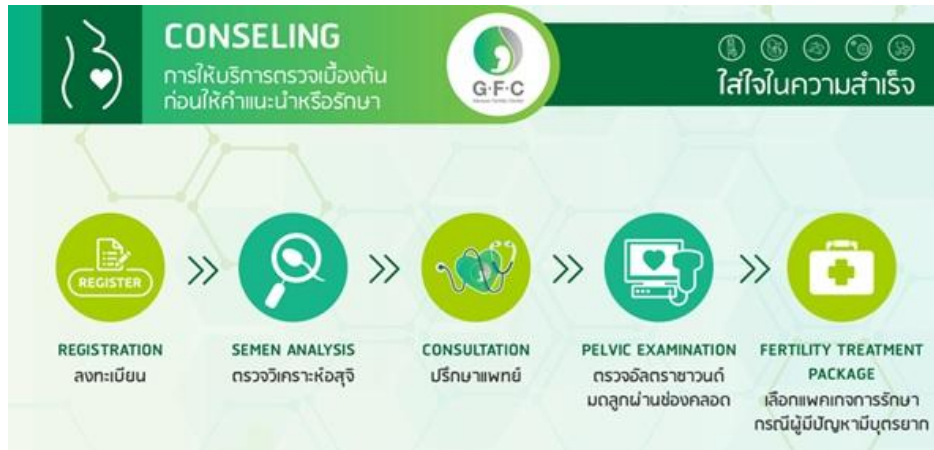 CONSELING
การให้บริการตรวจเบื้องต้น
ก่อนให้คำแนะนำหรือรักษา
G·F·C
ใส่ใจในความสำเร็จ
REGISTER
REGISTRATION
ลงทะเบียน
SEMEN ANALYSIS
ตรวจวิเคราะห์อสุจิ
CONSULTATION
ปรึกษาแพทย์
PELVIC EXAMINATION
ตรวจอัลตราซาวนด์
มดลูกผ่านช่องคลอด
FERTILITY TREATMENT
PACKAGE
เลือกแพคเกจการรักษา
กรณีผู้มีปัญหามีบุตรยาก